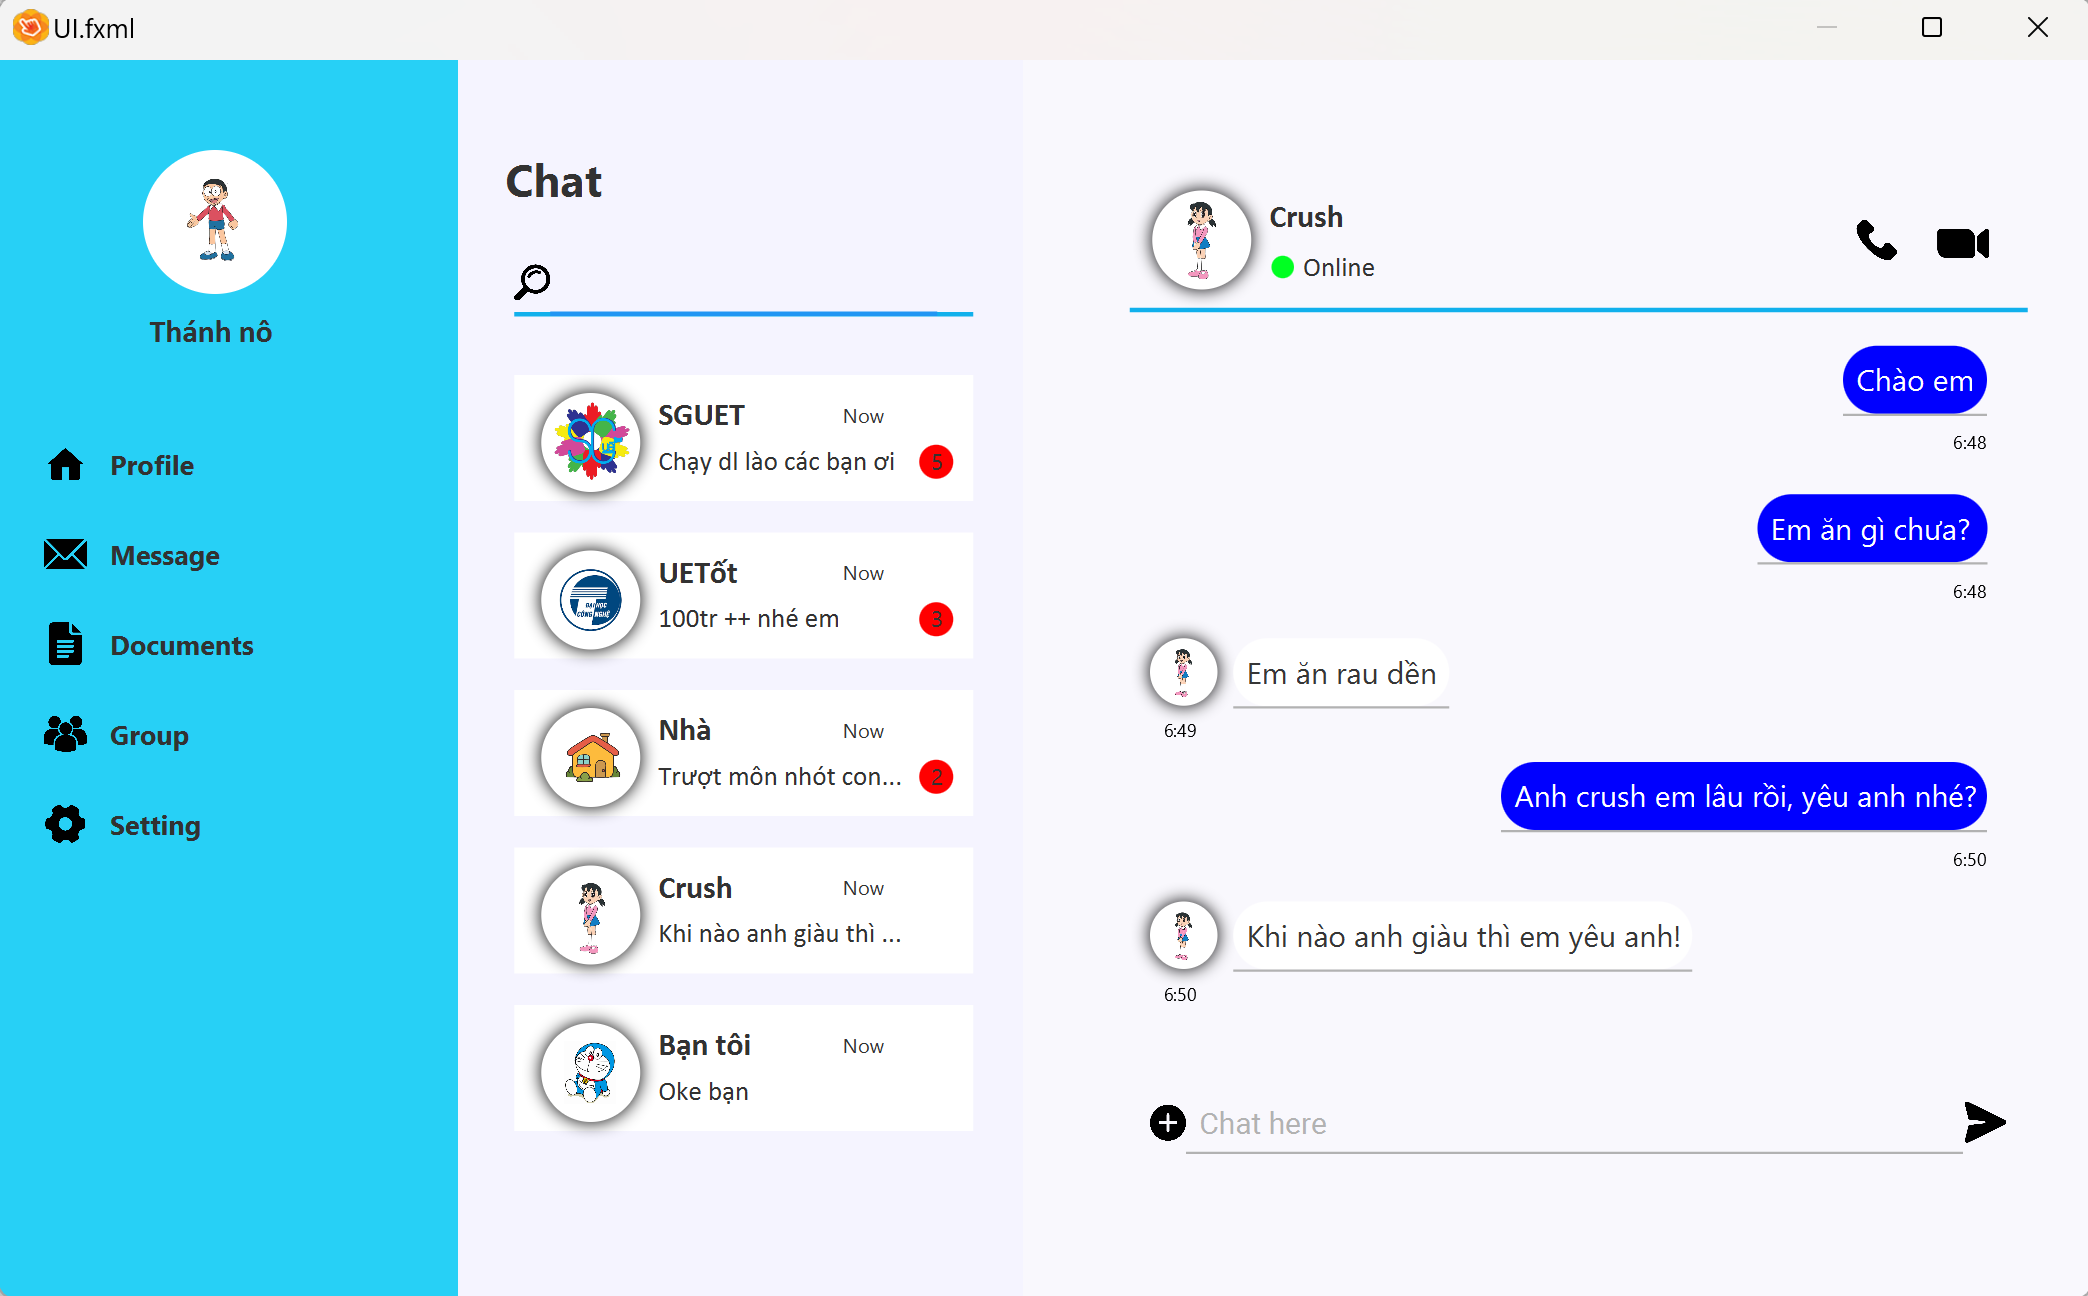 UI.fxml
Thánh nô
Profile
Message
Documents
Group
Setting
Chat
SGUET
Now
Chạy dl lào các bạn ơi
5
ĐẠI HỌC
CÔNG NGHỆ
UETốt
Now
100tr ++ nhé em
3
Nhà
Now
Trượt môn nhót con...
2
Crush
Now
Khi nào anh giàu thì ...
Bạn tôi
Now
Oke bạn
Crush
Online
Chào em
6:48
Em ăn gì chưa?
6:48
Em ăn rau dền
6:49
Anh crush em lâu rồi, yêu anh nhé?
6:50
Khi nào anh giàu thì em yêu anh!
6:50
Chat here